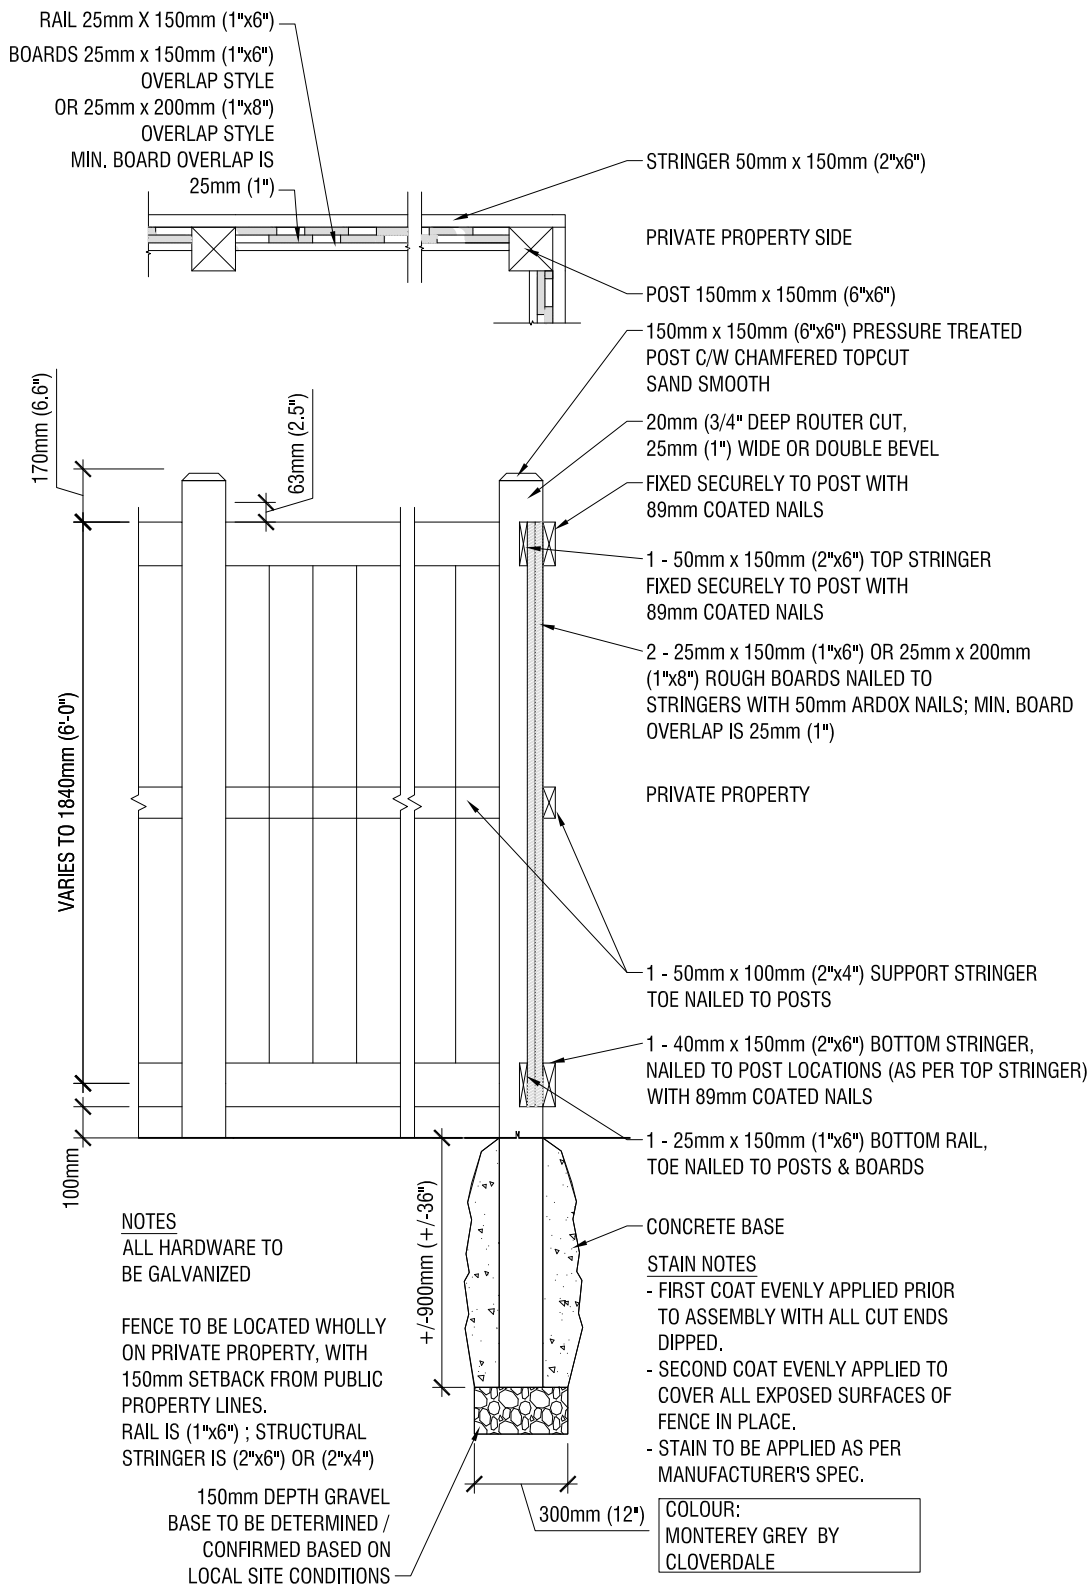 RAIL 25mm X 150mm (1"x6")
BOARDS 25mm x 150mm (1"x6")
OVERLAP STYLE
OR 25mm x 200mm (1"x8")
OVERLAP STYLE
MIN. BOARD OVERLAP IS
25mm (1")
STRINGER 50mm x 150mm (2"x6")
PRIVATE PROPERTY SIDE
POST 150mm x 150mm (6"x6")
150mm x 150mm (6"x6") PRESSURE TREATED
POST C/W CHAMFERED TOPCUT
SAND SMOOTH
20mm (3/4" DEEP ROUTER CUT,
25mm (1") WIDE OR DOUBLE BEVEL
FIXED SECURELY TO POST WITH
89mm COATED NAILS
1 - 50mm x 150mm (2"x6") TOP STRINGER
FIXED SECURELY TO POST WITH
89mm COATED NAILS
2 - 25mm x 150mm (1"x6") OR 25mm x 200mm
(1"x8") ROUGH BOARDS NAILED TO
STRINGERS WITH 50mm ARDOX NAILS; MIN. BOARD
OVERLAP IS 25mm (1")
PRIVATE PROPERTY
1 - 50mm x 100mm (2"x4") SUPPORT STRINGER
TOE NAILED TO POSTS
1 - 40mm x 150mm (2"x6") BOTTOM STRINGER,
NAILED TO POST LOCATIONS (AS PER TOP STRINGER)
WITH 89mm COATED NAILS
1 - 25mm x 150mm (1"x6") BOTTOM RAIL,
TOE NAILED TO POSTS & BOARDS
CONCRETE BASE
170mm (6.6")
63mm (2.5")
VARIES TO 1840mm (6'-0")
100mm
+/-900mm (+/-36")
NOTES
ALL HARDWARE TO
BE GALVANIZED
FENCE TO BE LOCATED WHOLLY
ON PRIVATE PROPERTY, WITH
150mm SETBACK FROM PUBLIC
PROPERTY LINES.
RAIL IS (1"x6") ; STRUCTURAL
STRINGER IS (2"x6") OR (2"x4")
150mm DEPTH GRAVEL
BASE TO BE DETERMINED /
CONFIRMED BASED ON
LOCAL SITE CONDITIONS
300mm (12")
STAIN NOTES
- FIRST COAT EVENLY APPLIED PRIOR
TO ASSEMBLY WITH ALL CUT ENDS
DIPPED.
- SECOND COAT EVENLY APPLIED TO
COVER ALL EXPOSED SURFACES OF
FENCE IN PLACE.
- STAIN TO BE APPLIED AS PER
MANUFACTURER'S SPEC.
COLOUR:
MONTEREY GREY BY
CLOVERDALE